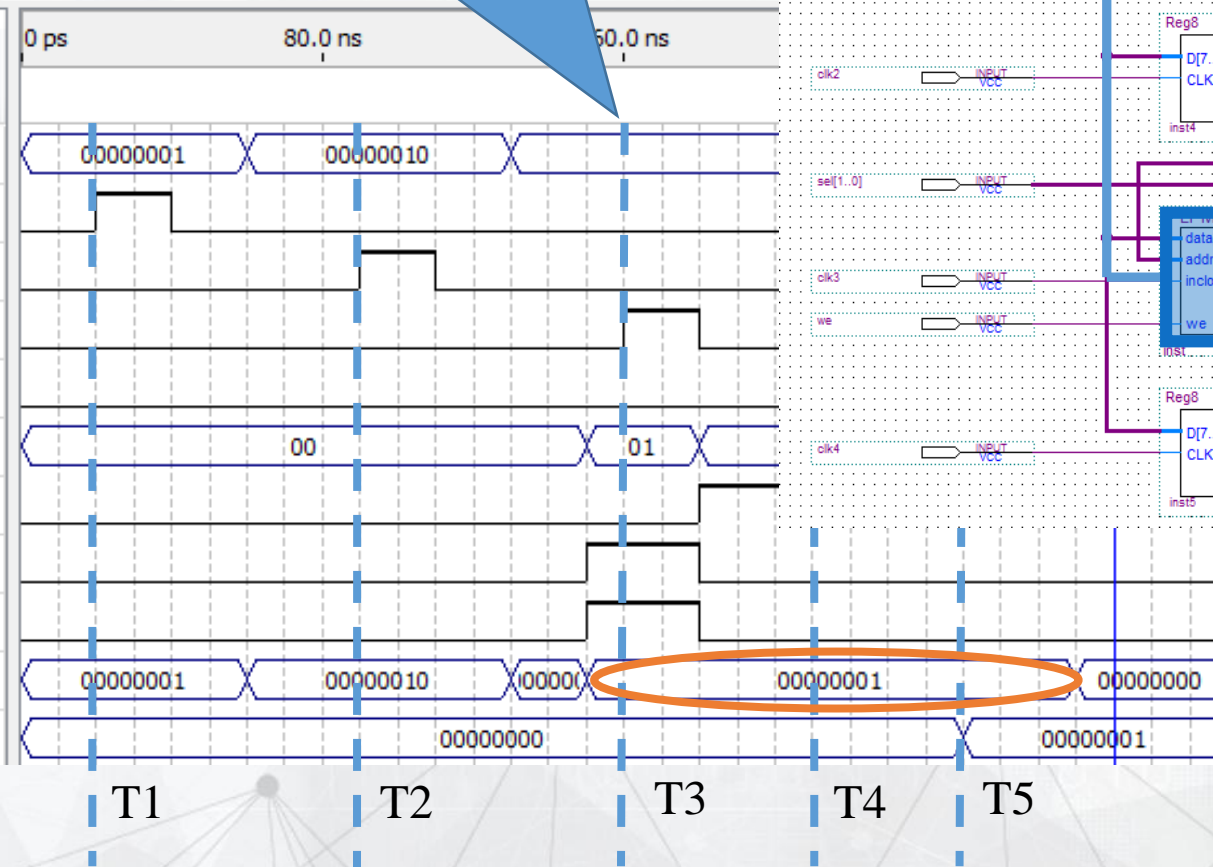 0 ps 80.0 ns 60.0 ns
00000001 00000010
00 01
00000001 00000010 00000 00000001 00000000
00000000 00000001
T1 T2 T3 T4 T5
Reg8
D[7..
CLK
inst4
clk2 INPUT VCC
sel[1..0] INPUT VCC
data
addr
inclo
we
inst
clk3 INPUT VCC
we INPUT VCC
Reg8
D[7..
CLK
inst5
clk4 INPUT VCC